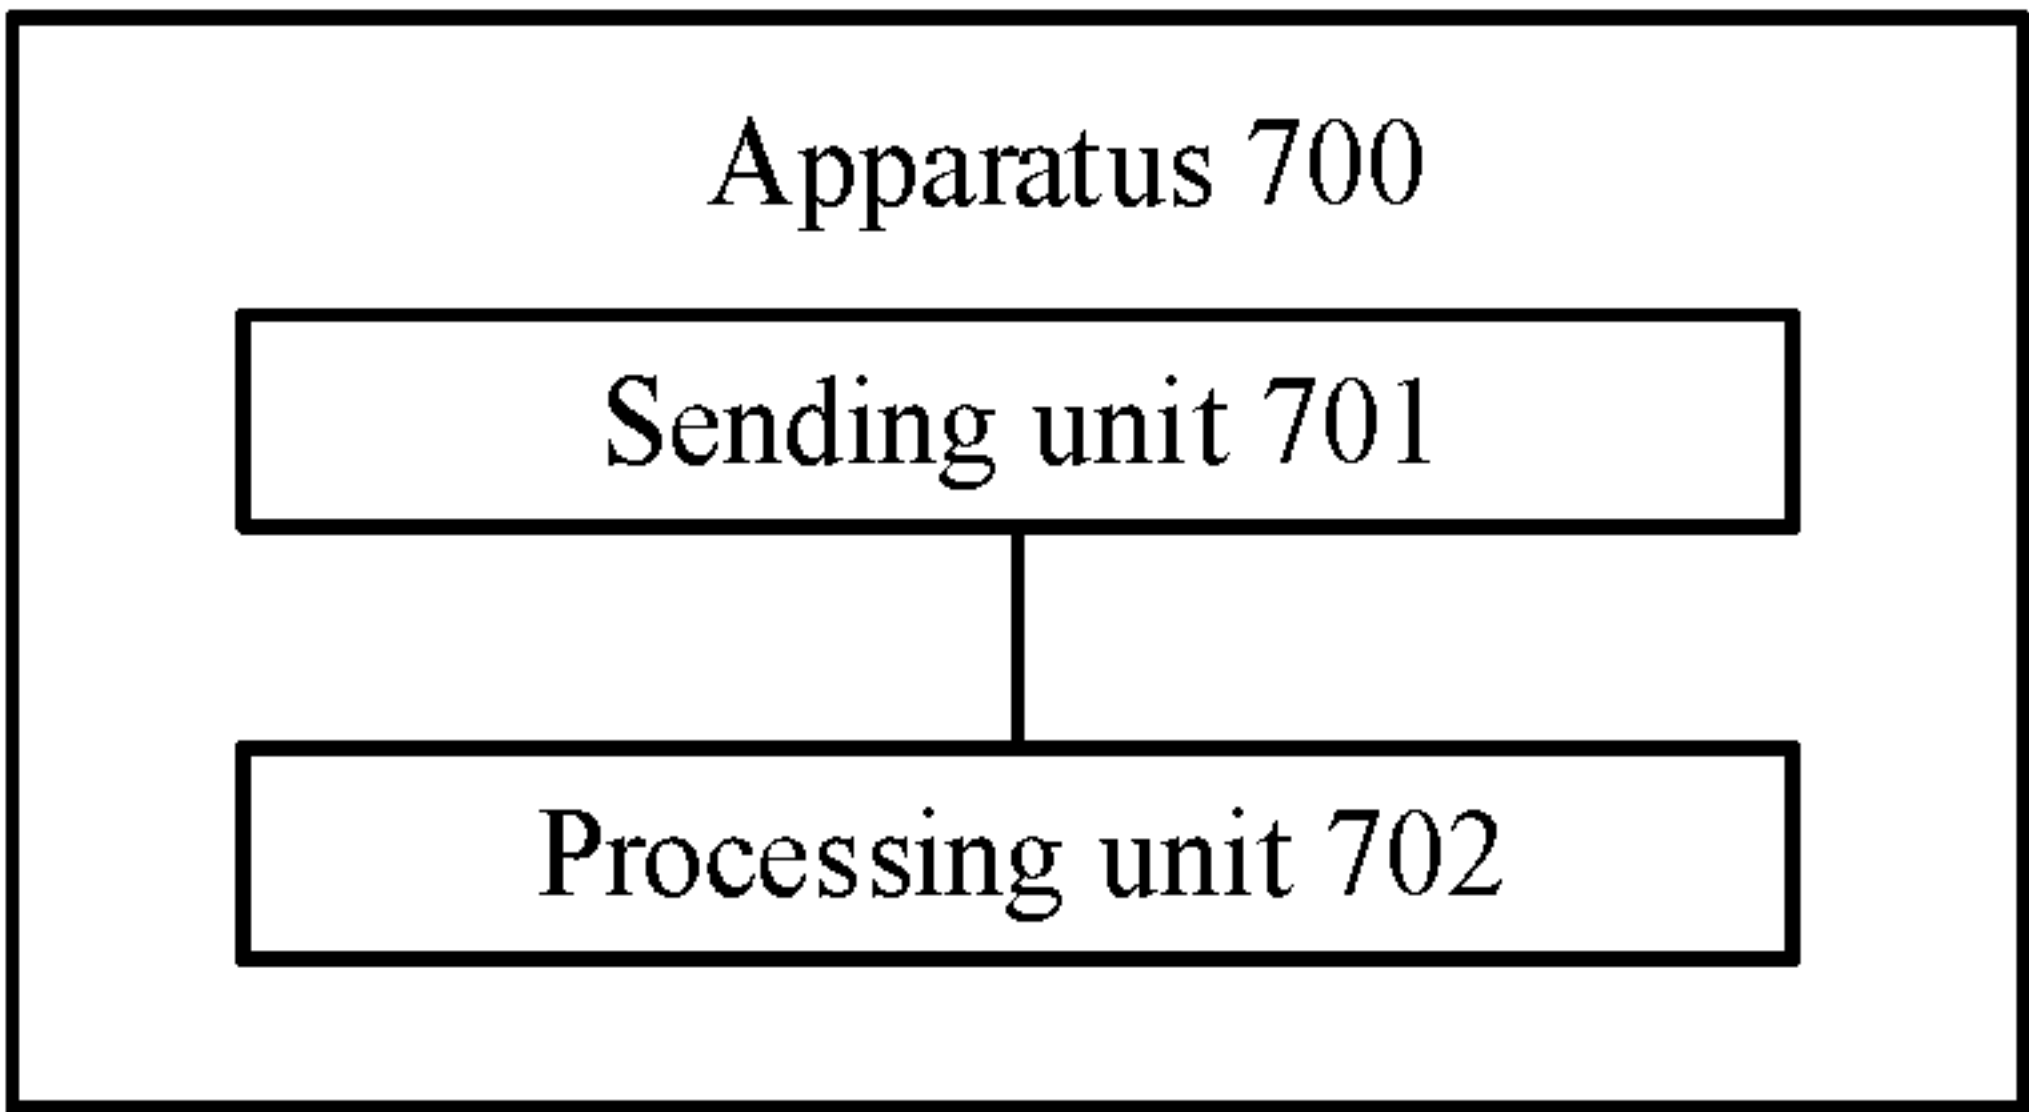 Apparatus 700
Sending unit 701
Processing unit 702